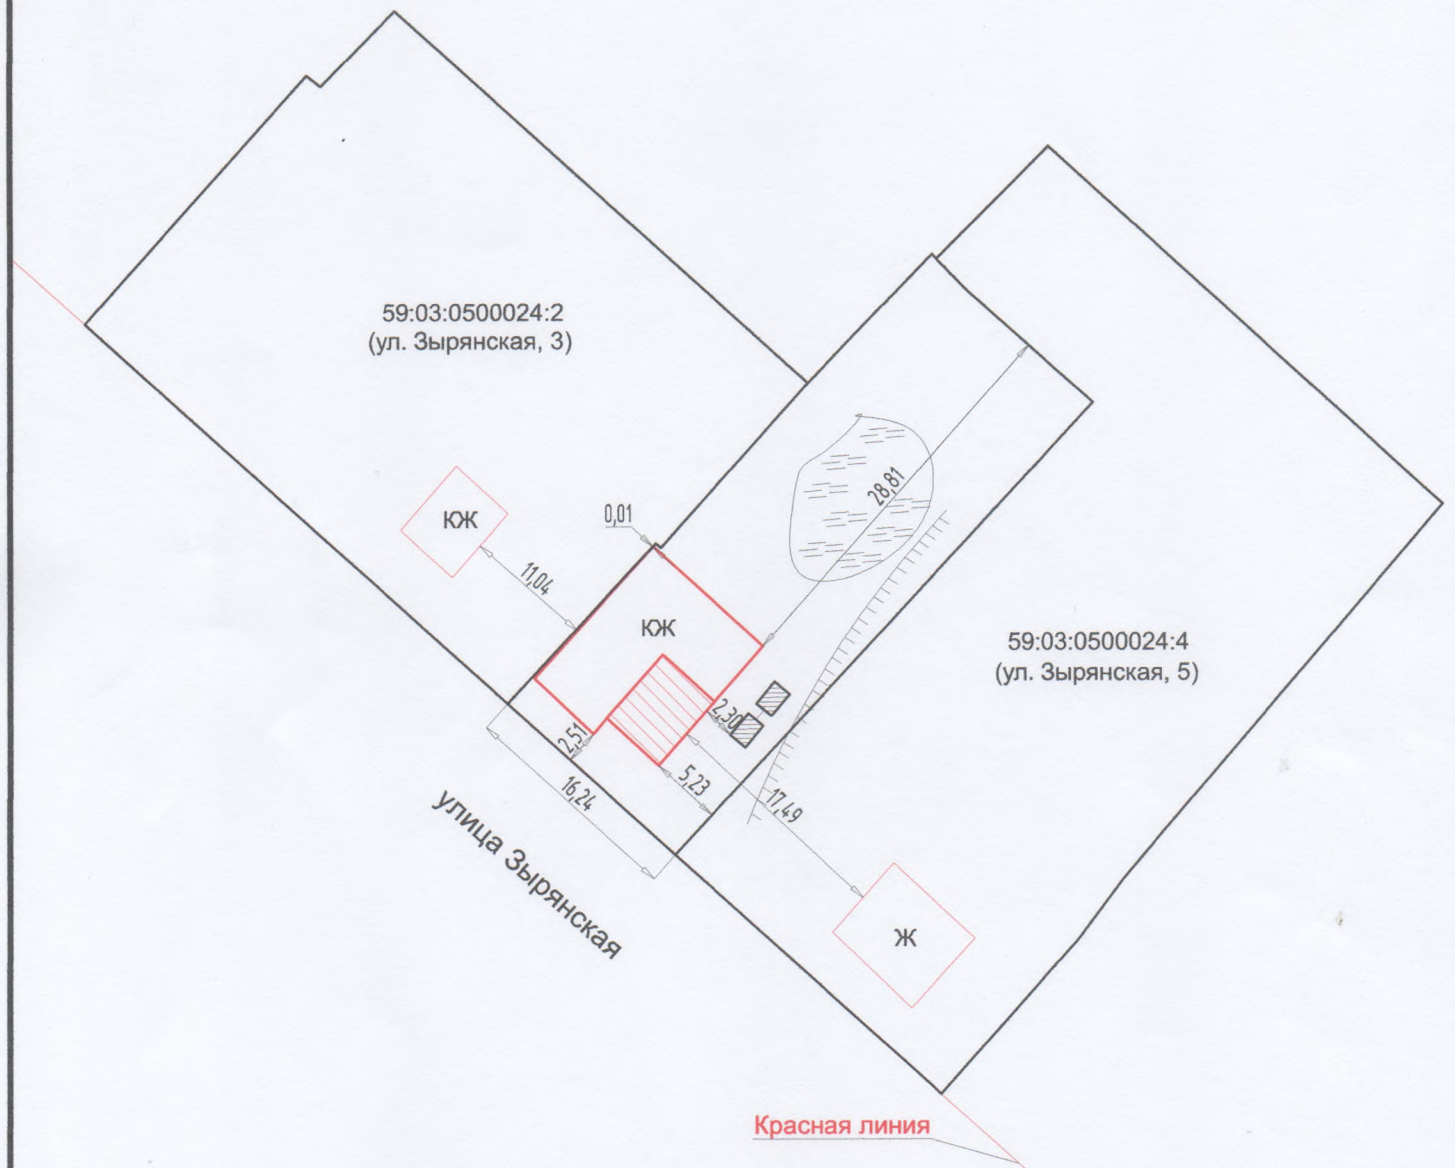 59:03:0500024:2
(ул. Зырянская, 3)
КЖ
0,01
11,04
28,81
КЖ
59:03:0500024:4
(ул. Зырянская, 5)
2,30
2,51
5,23
16,24
17,49
улица Зырянская
Ж
Красная линия